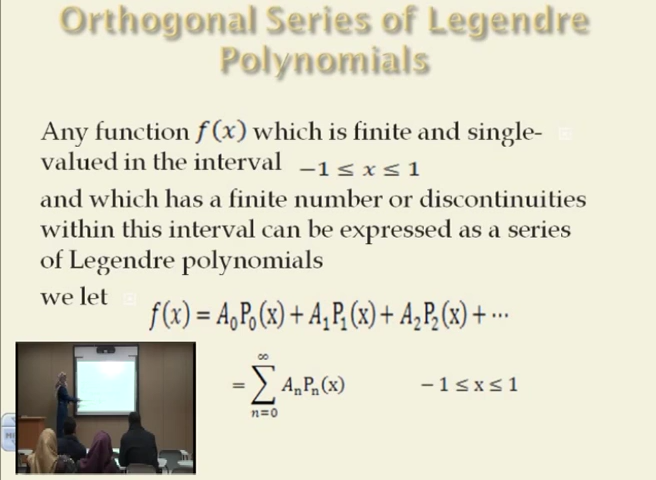 Orthogonal Series of Legendre
Polynomials
Any function f(x) which is finite and single-
valued in the interval −1 ≤ x ≤ 1
and which has a finite number or discontinuities
within this interval can be expressed as a series
of Legendre polynomials
we let
f(x) = A₀P₀(x) + A₁P₁(x) + A₂P₂(x) + ⋯
= ∑_{n=0}^{∞} AₙPₙ(x)    −1 ≤ x ≤ 1